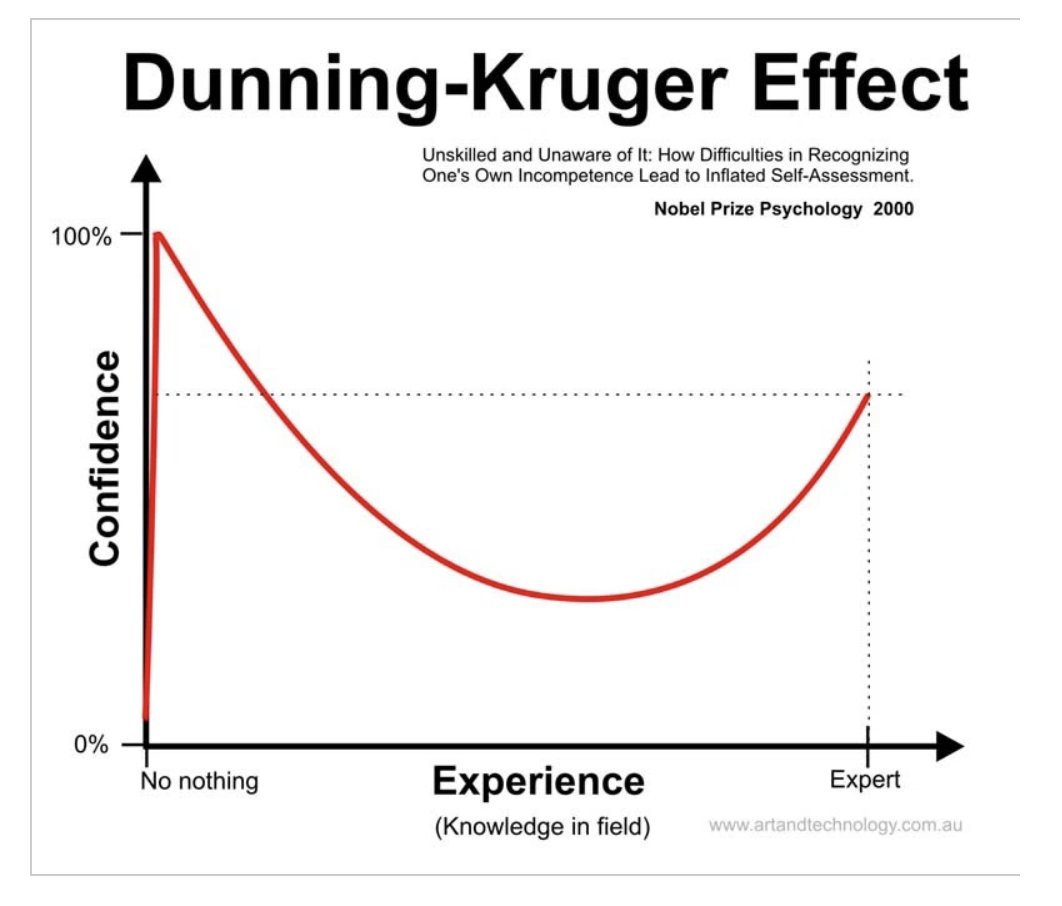 Dunning-Kruger Effect
Unskilled and Unaware of It: How Difficulties in Recognizing
One's Own Incompetence Lead to Inflated Self-Assessment.
Nobel Prize Psychology 2000
100%
Confidence
0%
No nothing
Experience
Expert
(Knowledge in field)
www.artandtechnology.com.au